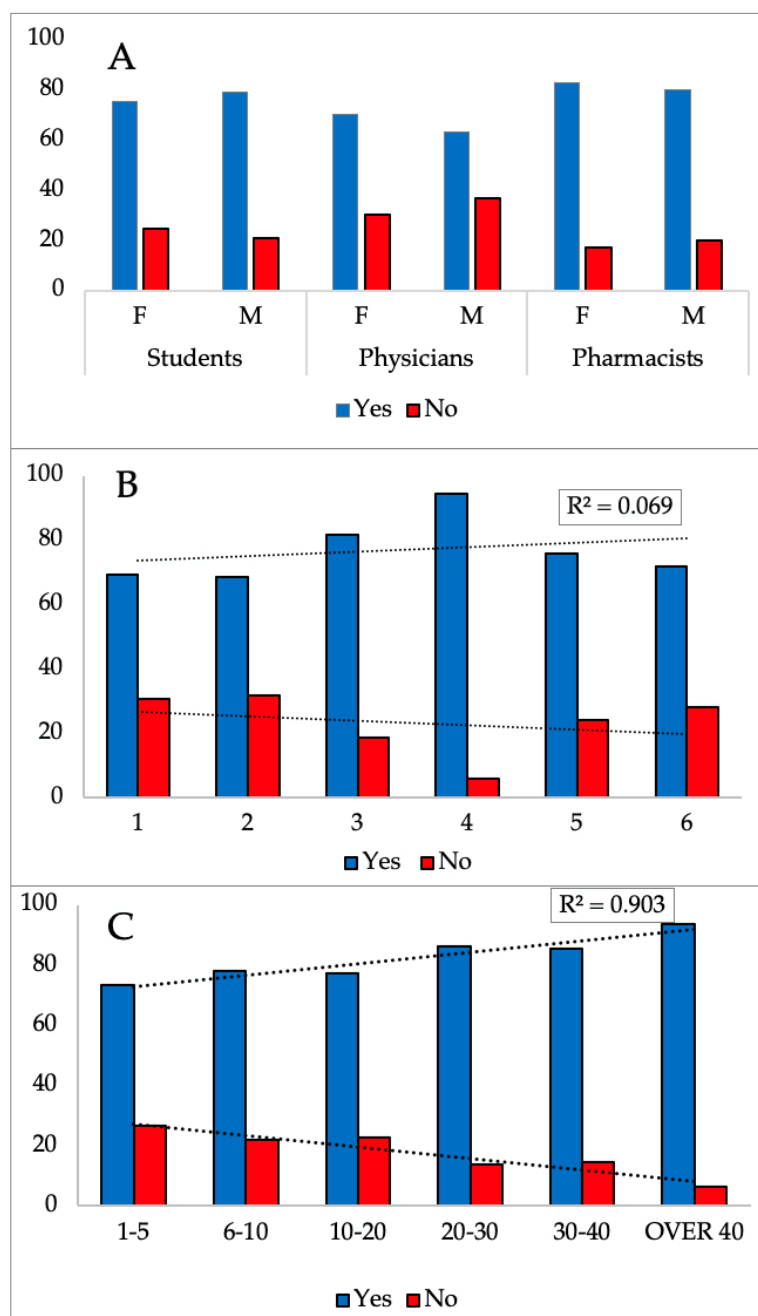 A
100
80
60
40
20
0
F M F M F M
Students Physicians Pharmacists
Yes No
B
R² = 0.069
100
80
60
40
20
0
1 2 3 4 5 6
Yes No
C
R² = 0.903
100
80
60
40
20
0
1-5 6-10 10-20 20-30 30-40 OVER 40
Yes No